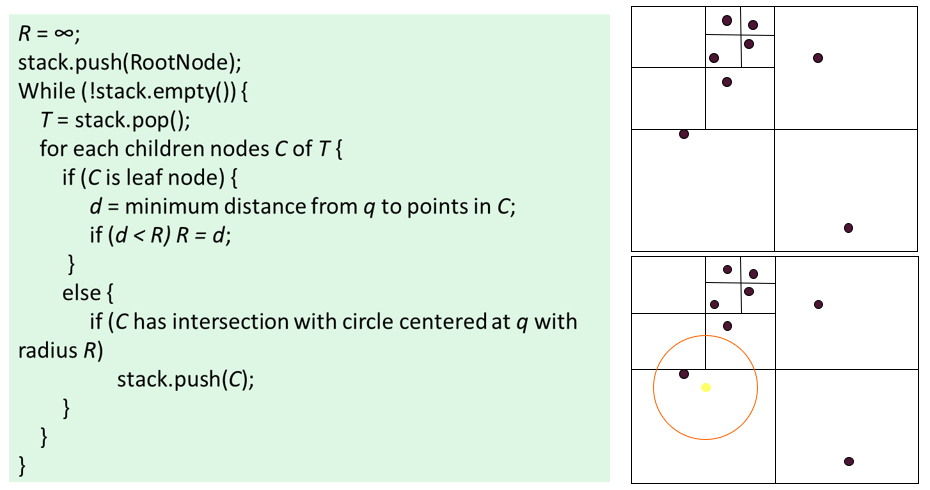 R = ∞;
stack.push(RootNode);
While (!stack.empty()) {
T = stack.pop();
for each children nodes C of T {
if (C is leaf node) {
d = minimum distance from q to points in C;
if (d < R) R = d;
}
else {
if (C has intersection with circle centered at q with
radius R)
stack.push(C);
}
}
}